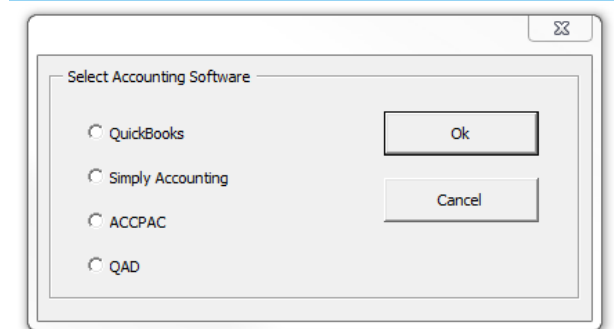 Select Accounting Software
QuickBooks
Ok
Simply Accounting
Cancel
ACCPAC
QAD